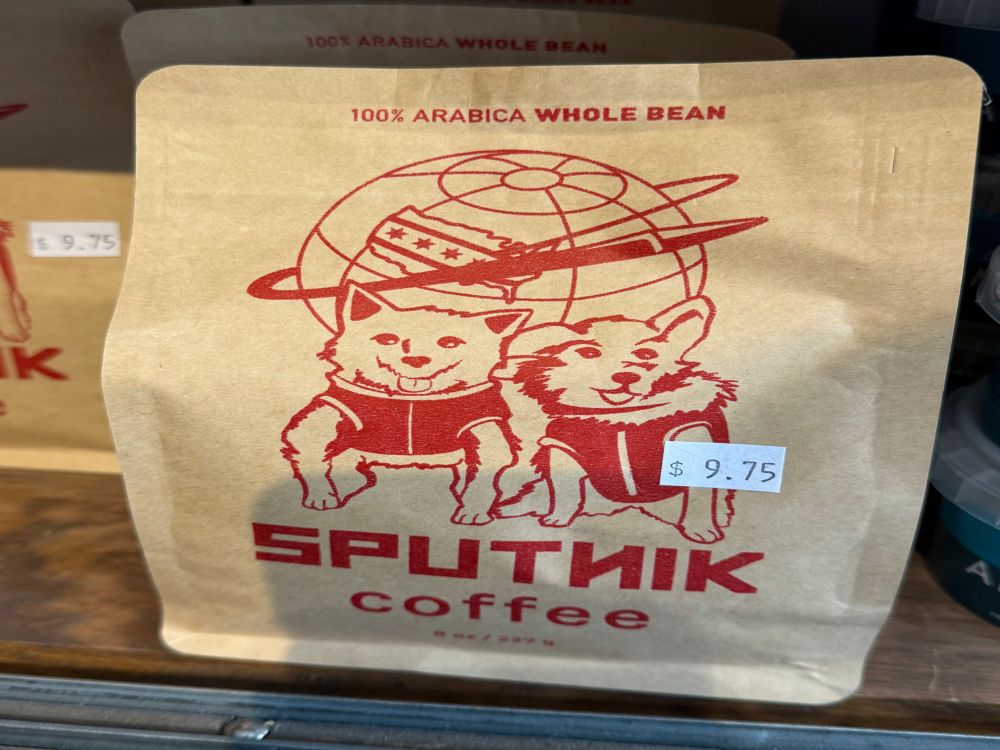 100% ARABICA WHOLE BEAN
100% ARABICA WHOLE BEAN
$ 9.75
$ 9.75
SPUTNIK
coffee
8 oz / 227 g